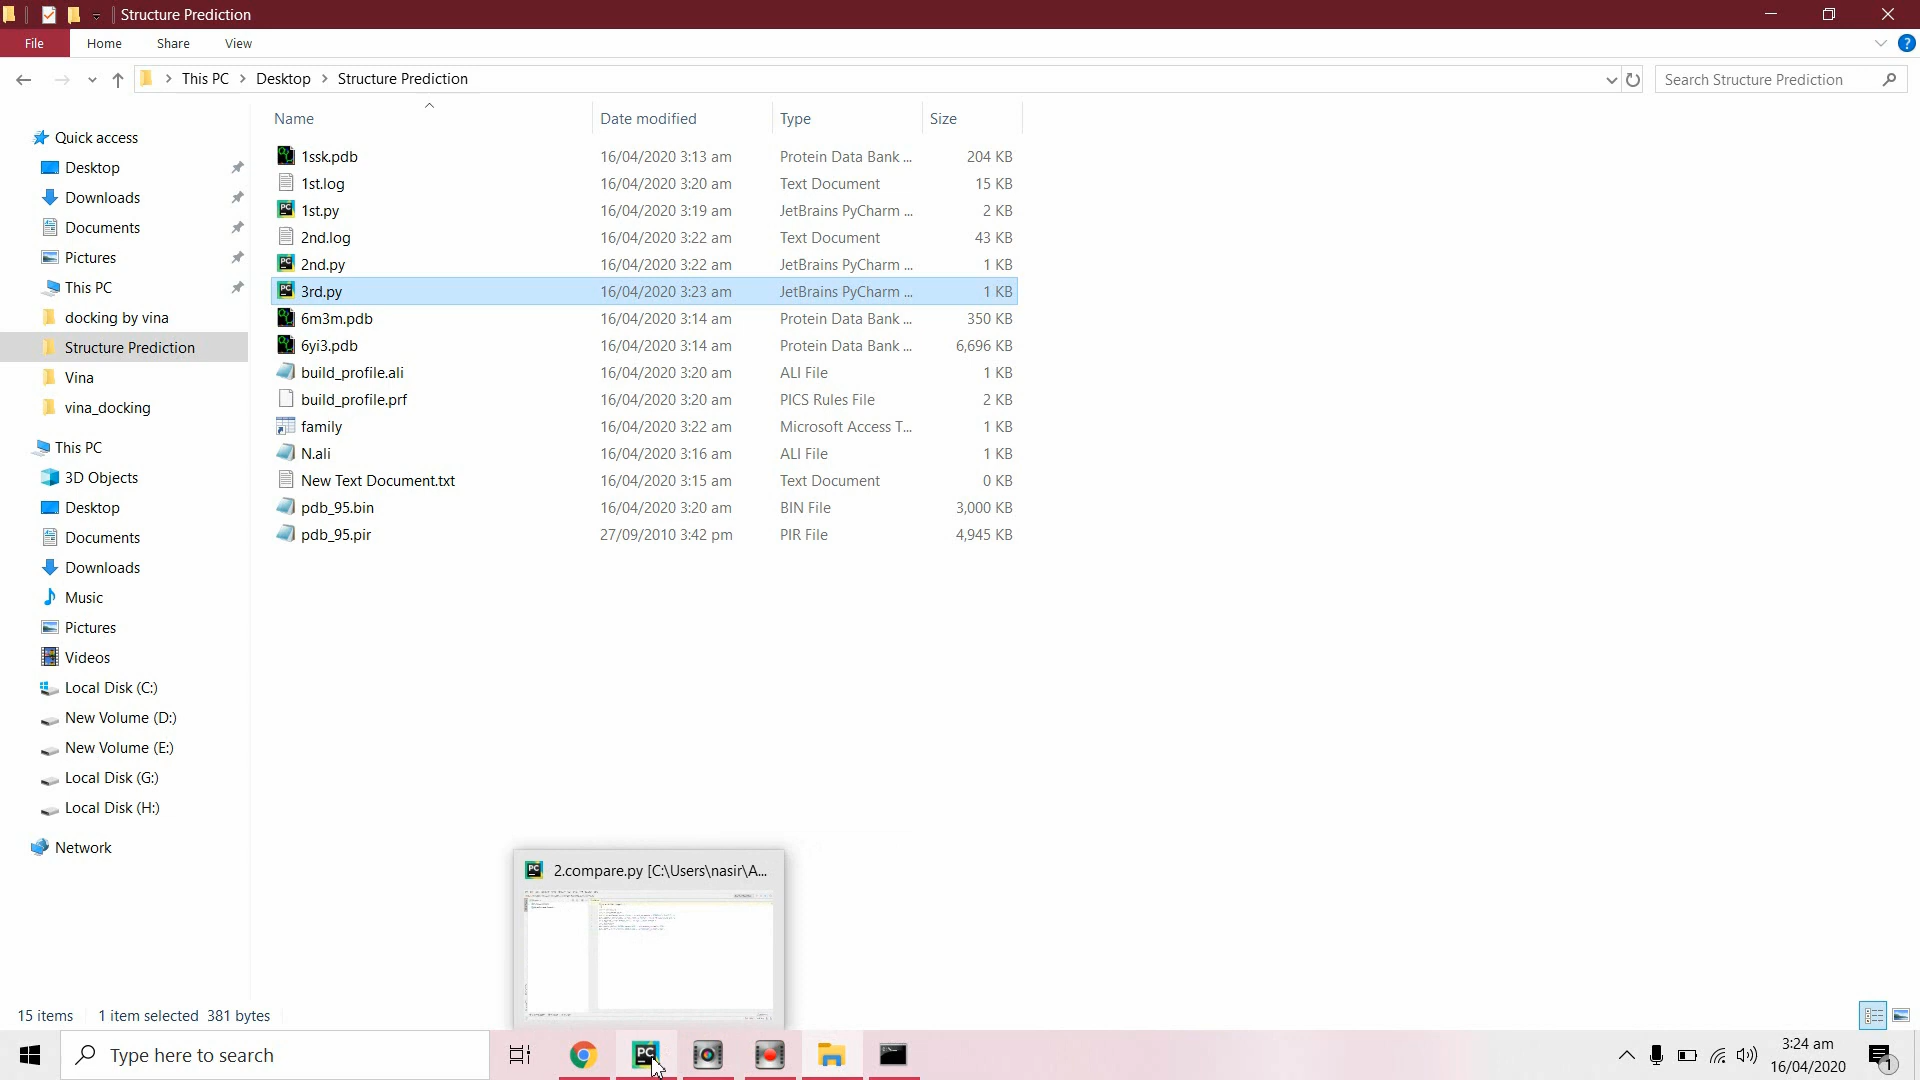 Structure Prediction
File Home Share View
This PC Desktop Structure Prediction
Search Structure Prediction
Name Date modified Type Size
Quick access
Desktop
Downloads
Documents
Pictures
This PC
docking by vina
Structure Prediction
Vina
vina_docking
This PC
3D Objects
Desktop
Documents
Downloads
Music
Pictures
Videos
Local Disk (C:)
New Volume (D:)
New Volume (E:)
Local Disk (G:)
Local Disk (H:)
Network
1ssk.pdb 16/04/2020 3:13 am Protein Data Bank ... 204 KB
1st.log 16/04/2020 3:20 am Text Document 15 KB
1st.py 16/04/2020 3:19 am JetBrains PyCharm ... 2 KB
2nd.log 16/04/2020 3:22 am Text Document 43 KB
2nd.py 16/04/2020 3:22 am JetBrains PyCharm ... 1 KB
3rd.py 16/04/2020 3:23 am JetBrains PyCharm ... 1 KB
6m3m.pdb 16/04/2020 3:14 am Protein Data Bank ... 350 KB
6yi3.pdb 16/04/2020 3:14 am Protein Data Bank ... 6,696 KB
build_profile.ali 16/04/2020 3:20 am ALI File 1 KB
build_profile.prf 16/04/2020 3:20 am PICS Rules File 2 KB
family 16/04/2020 3:22 am Microsoft Access T... 1 KB
N.ali 16/04/2020 3:16 am ALI File 1 KB
New Text Document.txt 16/04/2020 3:15 am Text Document 0 KB
pdb_95.bin 16/04/2020 3:20 am BIN File 3,000 KB
pdb_95.pir 27/09/2010 3:42 pm PIR File 4,945 KB
2.compare.py [C:\Users\nasir\A...
15 items 1 item selected 381 bytes
Type here to search
PC
3:24 am
16/04/2020
1